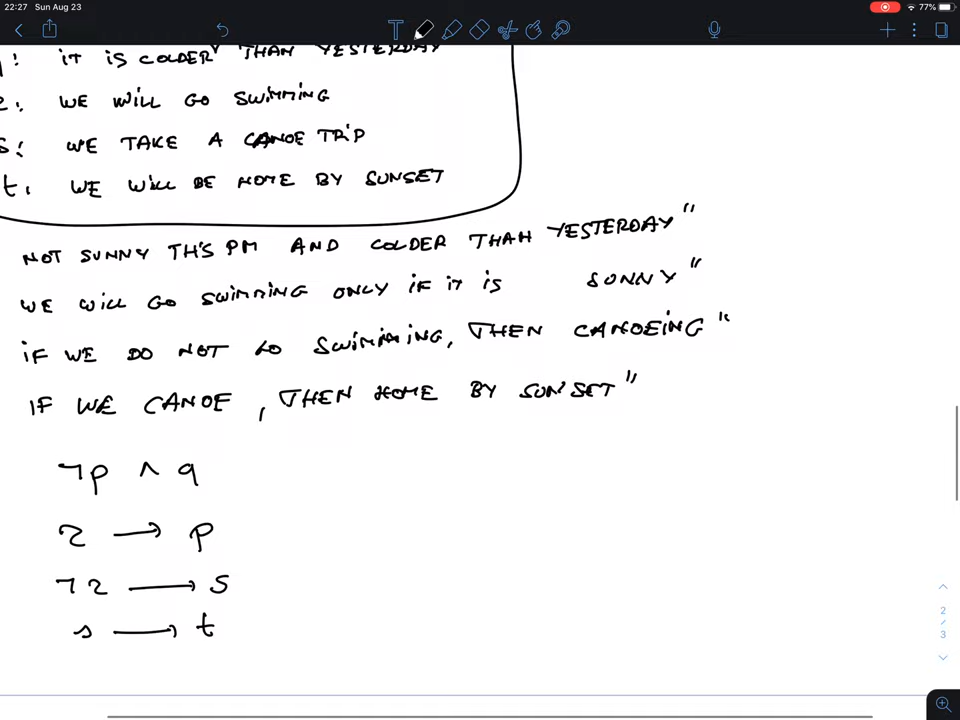 22:27 Sun Aug 23
77%
T
q: IT IS COLDER THAN YESTERDAY
r: WE WILL GO SWIMMING
s: WE TAKE A CANOE TRIP
t: WE WILL BE HOME BY SUNSET
NOT SUNNY THIS PM AND COLDER THAN YESTERDAY"
WE WILL GO SWIMMING ONLY IF IT IS SUNNY"
IF WE DO NOT GO SWIMMING, THEN CANOEING"
IF WE CANOE, THEN HOME BY SUNSET"
¬p ∧ q
r → p
¬r → s
s → t
2
/
3